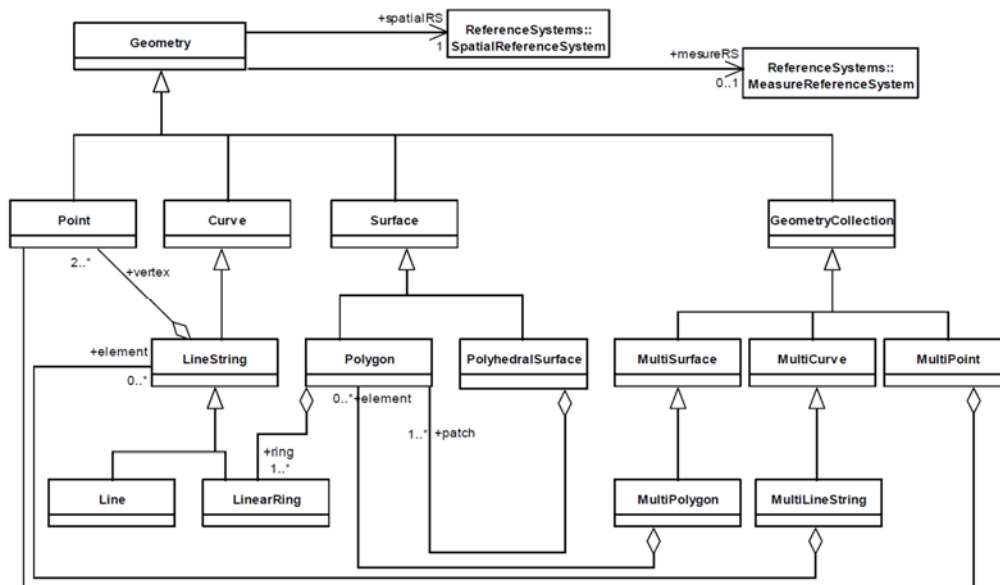 +spatialRS
Geometry
1
ReferenceSystems::
SpatialReferenceSystem
+mesureRS
0..1
ReferenceSystems::
MeasureReferenceSystem
Point
Curve
Surface
GeometryCollection
2..*
+vertex
+element
0..*
LineString
Polygon
PolyhedralSurface
MultiSurface
MultiCurve
MultiPoint
0..*+element
1..*
+patch
+ring
1..*
Line
LinearRing
MultiPolygon
MultiLineString